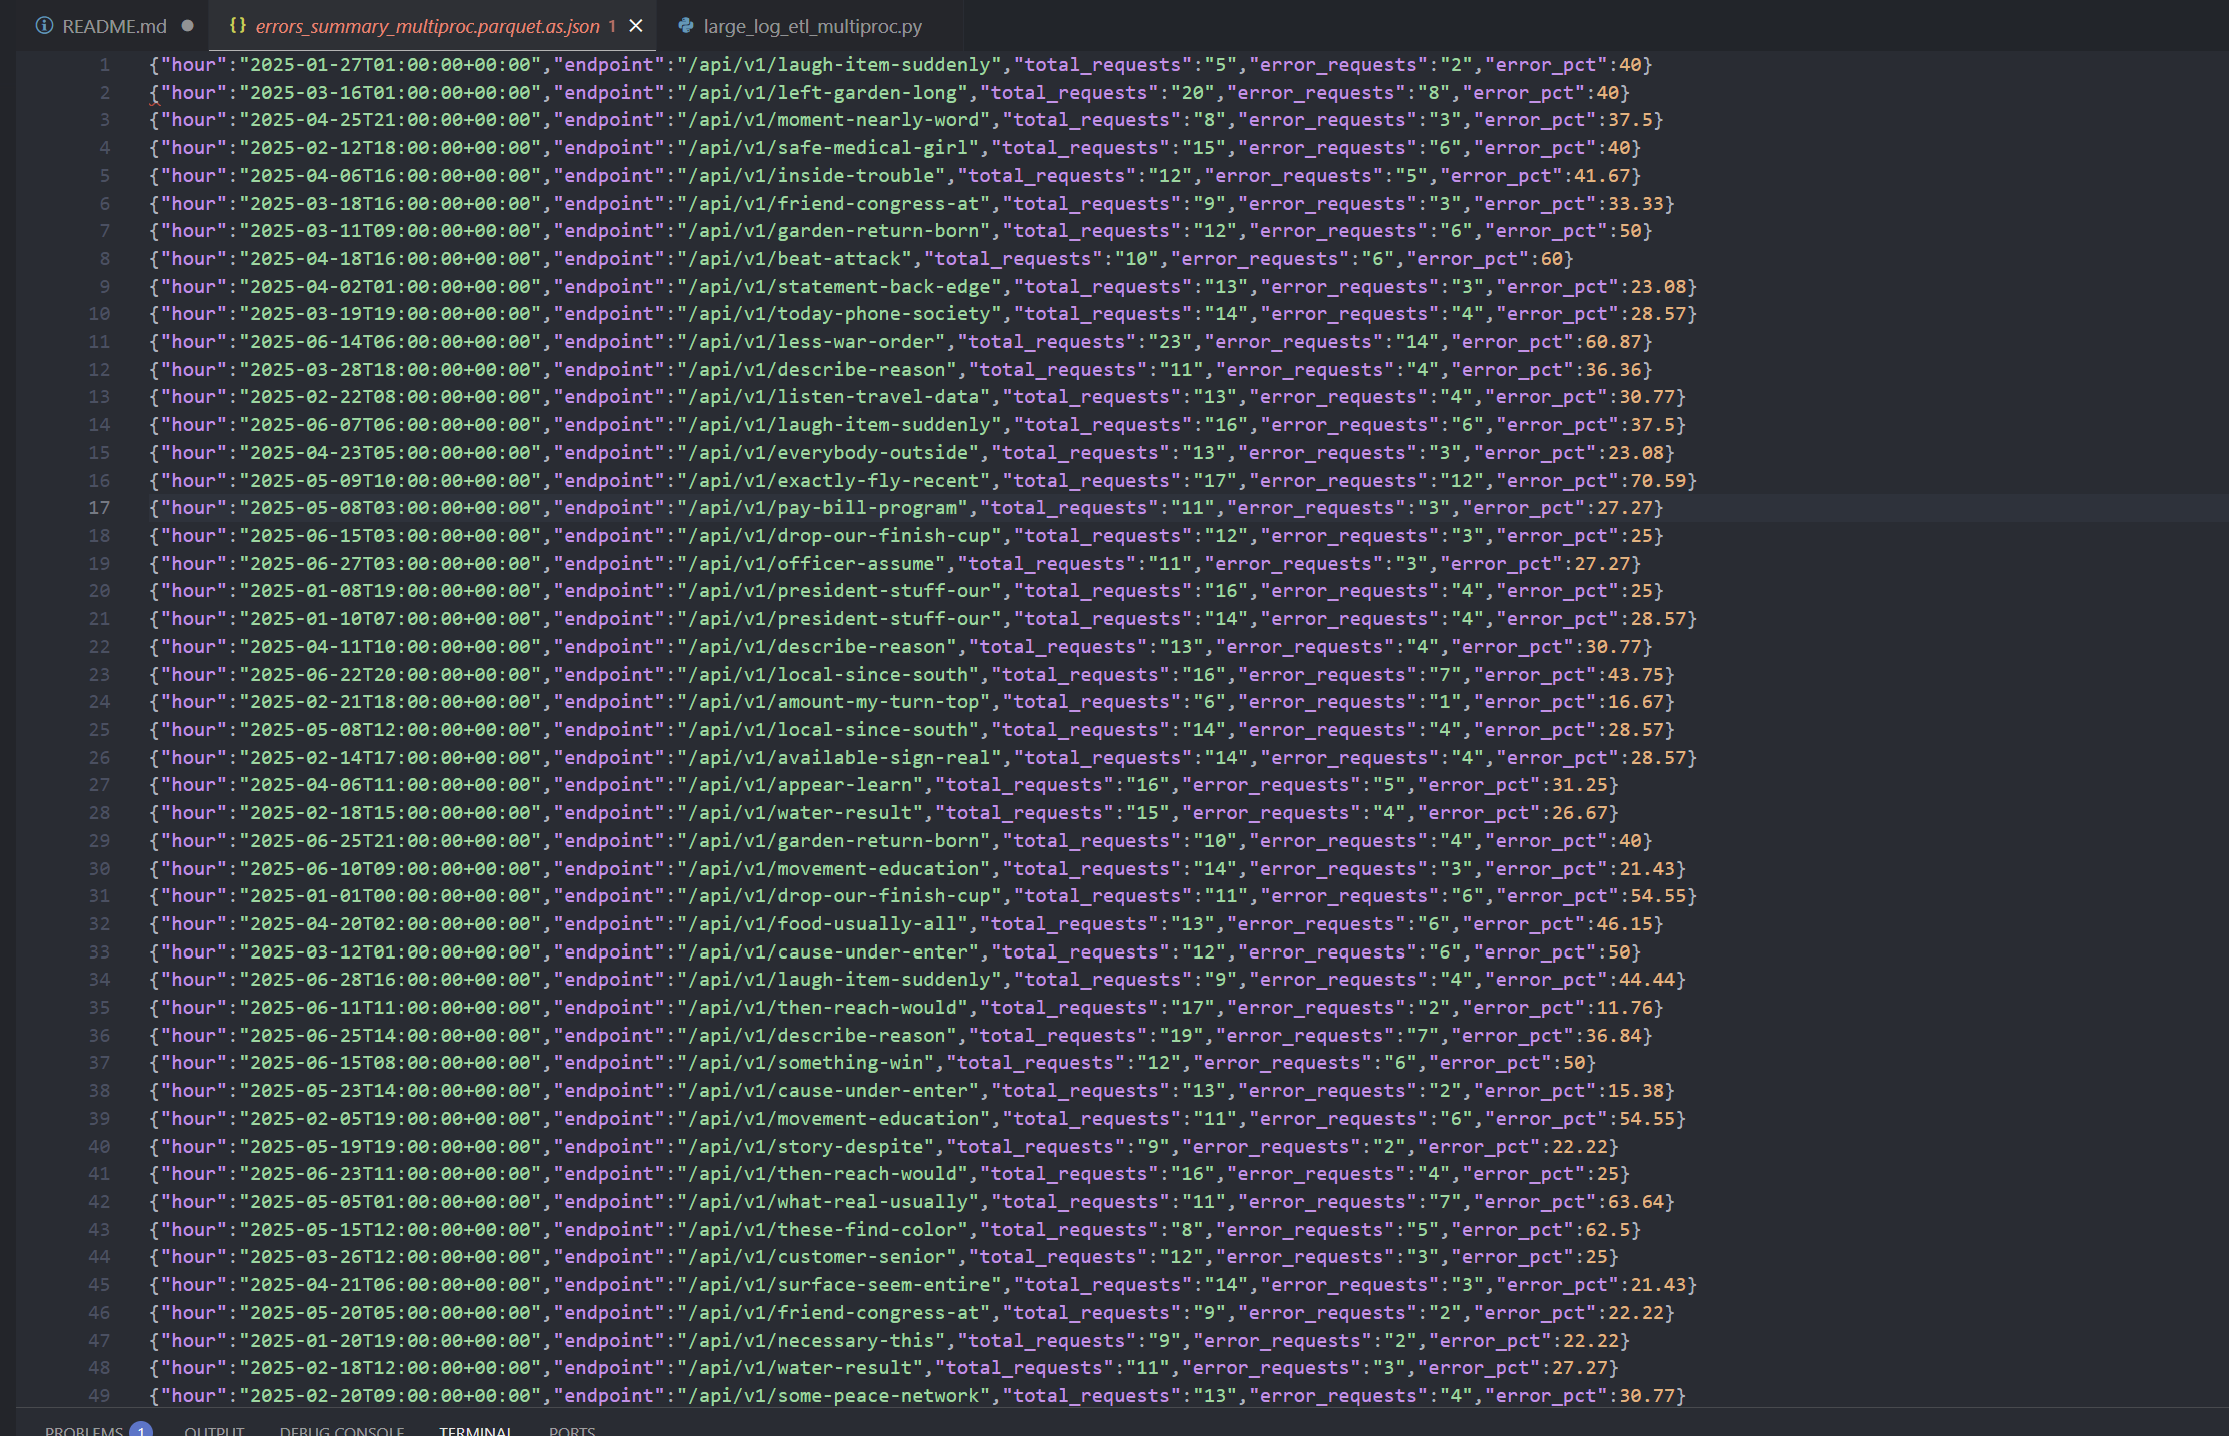 README.md
{} errors_summary_multiproc.parquet.as.json 1
large_log_etl_multiproc.py
1 {"hour":"2025-01-27T01:00:00+00:00","endpoint":"/api/v1/laugh-item-suddenly","total_requests":"5","error_requests":"2","error_pct":40}
2 {"hour":"2025-03-16T01:00:00+00:00","endpoint":"/api/v1/left-garden-long","total_requests":"20","error_requests":"8","error_pct":40}
3 {"hour":"2025-04-25T21:00:00+00:00","endpoint":"/api/v1/moment-nearly-word","total_requests":"8","error_requests":"3","error_pct":37.5}
4 {"hour":"2025-02-12T18:00:00+00:00","endpoint":"/api/v1/safe-medical-girl","total_requests":"15","error_requests":"6","error_pct":40}
5 {"hour":"2025-04-06T16:00:00+00:00","endpoint":"/api/v1/inside-trouble","total_requests":"12","error_requests":"5","error_pct":41.67}
6 {"hour":"2025-03-18T16:00:00+00:00","endpoint":"/api/v1/friend-congress-at","total_requests":"9","error_requests":"3","error_pct":33.33}
7 {"hour":"2025-03-11T09:00:00+00:00","endpoint":"/api/v1/garden-return-born","total_requests":"12","error_requests":"6","error_pct":50}
8 {"hour":"2025-04-18T16:00:00+00:00","endpoint":"/api/v1/beat-attack","total_requests":"10","error_requests":"6","error_pct":60}
9 {"hour":"2025-04-02T01:00:00+00:00","endpoint":"/api/v1/statement-back-edge","total_requests":"13","error_requests":"3","error_pct":23.08}
10 {"hour":"2025-03-19T19:00:00+00:00","endpoint":"/api/v1/today-phone-society","total_requests":"14","error_requests":"4","error_pct":28.57}
11 {"hour":"2025-06-14T06:00:00+00:00","endpoint":"/api/v1/less-war-order","total_requests":"23","error_requests":"14","error_pct":60.87}
12 {"hour":"2025-03-28T18:00:00+00:00","endpoint":"/api/v1/describe-reason","total_requests":"11","error_requests":"4","error_pct":36.36}
13 {"hour":"2025-02-22T08:00:00+00:00","endpoint":"/api/v1/listen-travel-data","total_requests":"13","error_requests":"4","error_pct":30.77}
14 {"hour":"2025-06-07T06:00:00+00:00","endpoint":"/api/v1/laugh-item-suddenly","total_requests":"16","error_requests":"6","error_pct":37.5}
15 {"hour":"2025-04-23T05:00:00+00:00","endpoint":"/api/v1/everybody-outside","total_requests":"13","error_requests":"3","error_pct":23.08}
16 {"hour":"2025-05-09T10:00:00+00:00","endpoint":"/api/v1/exactly-fly-recent","total_requests":"17","error_requests":"12","error_pct":70.59}
17 {"hour":"2025-05-08T03:00:00+00:00","endpoint":"/api/v1/pay-bill-program","total_requests":"11","error_requests":"3","error_pct":27.27}
18 {"hour":"2025-06-15T03:00:00+00:00","endpoint":"/api/v1/drop-our-finish-cup","total_requests":"12","error_requests":"3","error_pct":25}
19 {"hour":"2025-06-27T03:00:00+00:00","endpoint":"/api/v1/officer-assume","total_requests":"11","error_requests":"3","error_pct":27.27}
20 {"hour":"2025-01-08T19:00:00+00:00","endpoint":"/api/v1/president-stuff-our","total_requests":"16","error_requests":"4","error_pct":25}
21 {"hour":"2025-01-10T07:00:00+00:00","endpoint":"/api/v1/president-stuff-our","total_requests":"14","error_requests":"4","error_pct":28.57}
22 {"hour":"2025-04-11T10:00:00+00:00","endpoint":"/api/v1/describe-reason","total_requests":"13","error_requests":"4","error_pct":30.77}
23 {"hour":"2025-06-22T20:00:00+00:00","endpoint":"/api/v1/local-since-south","total_requests":"16","error_requests":"7","error_pct":43.75}
24 {"hour":"2025-02-21T18:00:00+00:00","endpoint":"/api/v1/amount-my-turn-top","total_requests":"6","error_requests":"1","error_pct":16.67}
25 {"hour":"2025-05-08T12:00:00+00:00","endpoint":"/api/v1/local-since-south","total_requests":"14","error_requests":"4","error_pct":28.57}
26 {"hour":"2025-02-14T17:00:00+00:00","endpoint":"/api/v1/available-sign-real","total_requests":"14","error_requests":"4","error_pct":28.57}
27 {"hour":"2025-04-06T11:00:00+00:00","endpoint":"/api/v1/appear-learn","total_requests":"16","error_requests":"5","error_pct":31.25}
28 {"hour":"2025-02-18T15:00:00+00:00","endpoint":"/api/v1/water-result","total_requests":"15","error_requests":"4","error_pct":26.67}
29 {"hour":"2025-06-25T21:00:00+00:00","endpoint":"/api/v1/garden-return-born","total_requests":"10","error_requests":"4","error_pct":40}
30 {"hour":"2025-06-10T09:00:00+00:00","endpoint":"/api/v1/movement-education","total_requests":"14","error_requests":"3","error_pct":21.43}
31 {"hour":"2025-01-01T00:00:00+00:00","endpoint":"/api/v1/drop-our-finish-cup","total_requests":"11","error_requests":"6","error_pct":54.55}
32 {"hour":"2025-04-20T02:00:00+00:00","endpoint":"/api/v1/food-usually-all","total_requests":"13","error_requests":"6","error_pct":46.15}
33 {"hour":"2025-03-12T01:00:00+00:00","endpoint":"/api/v1/cause-under-enter","total_requests":"12","error_requests":"6","error_pct":50}
34 {"hour":"2025-06-28T16:00:00+00:00","endpoint":"/api/v1/laugh-item-suddenly","total_requests":"9","error_requests":"4","error_pct":44.44}
35 {"hour":"2025-06-11T11:00:00+00:00","endpoint":"/api/v1/then-reach-would","total_requests":"17","error_requests":"2","error_pct":11.76}
36 {"hour":"2025-06-25T14:00:00+00:00","endpoint":"/api/v1/describe-reason","total_requests":"19","error_requests":"7","error_pct":36.84}
37 {"hour":"2025-06-15T08:00:00+00:00","endpoint":"/api/v1/something-win","total_requests":"12","error_requests":"6","error_pct":50}
38 {"hour":"2025-05-23T14:00:00+00:00","endpoint":"/api/v1/cause-under-enter","total_requests":"13","error_requests":"2","error_pct":15.38}
39 {"hour":"2025-02-05T19:00:00+00:00","endpoint":"/api/v1/movement-education","total_requests":"11","error_requests":"6","error_pct":54.55}
40 {"hour":"2025-05-19T19:00:00+00:00","endpoint":"/api/v1/story-despite","total_requests":"9","error_requests":"2","error_pct":22.22}
41 {"hour":"2025-06-23T11:00:00+00:00","endpoint":"/api/v1/then-reach-would","total_requests":"16","error_requests":"4","error_pct":25}
42 {"hour":"2025-05-05T01:00:00+00:00","endpoint":"/api/v1/what-real-usually","total_requests":"11","error_requests":"7","error_pct":63.64}
43 {"hour":"2025-05-15T12:00:00+00:00","endpoint":"/api/v1/these-find-color","total_requests":"8","error_requests":"5","error_pct":62.5}
44 {"hour":"2025-03-26T12:00:00+00:00","endpoint":"/api/v1/customer-senior","total_requests":"12","error_requests":"3","error_pct":25}
45 {"hour":"2025-04-21T06:00:00+00:00","endpoint":"/api/v1/surface-seem-entire","total_requests":"14","error_requests":"3","error_pct":21.43}
46 {"hour":"2025-05-20T05:00:00+00:00","endpoint":"/api/v1/friend-congress-at","total_requests":"9","error_requests":"2","error_pct":22.22}
47 {"hour":"2025-01-20T19:00:00+00:00","endpoint":"/api/v1/necessary-this","total_requests":"9","error_requests":"2","error_pct":22.22}
48 {"hour":"2025-02-18T12:00:00+00:00","endpoint":"/api/v1/water-result","total_requests":"11","error_requests":"3","error_pct":27.27}
49 {"hour":"2025-02-20T09:00:00+00:00","endpoint":"/api/v1/some-peace-network","total_requests":"13","error_requests":"4","error_pct":30.77}
PROBLEMS 1 OUTPUT DEBUG CONSOLE TERMINAL PORTS